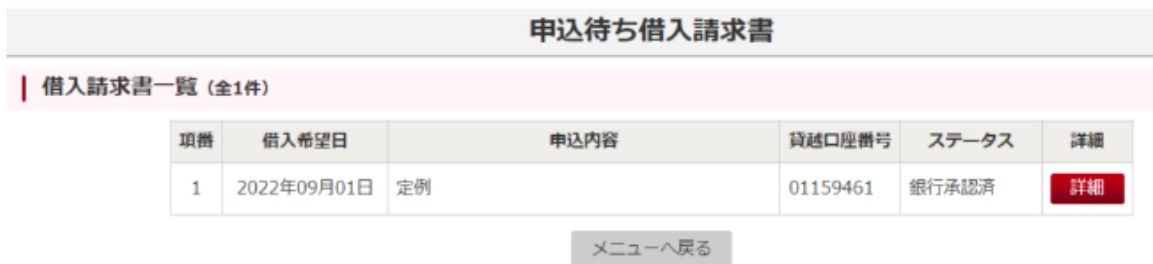 申込待ち借入請求書
借入請求書一覧（全1件）
項番 借入希望日 申込内容 貸越口座番号 ステータス 詳細
1 2022年09月01日 定例 01159461 銀行承認済 詳細
メニューへ戻る